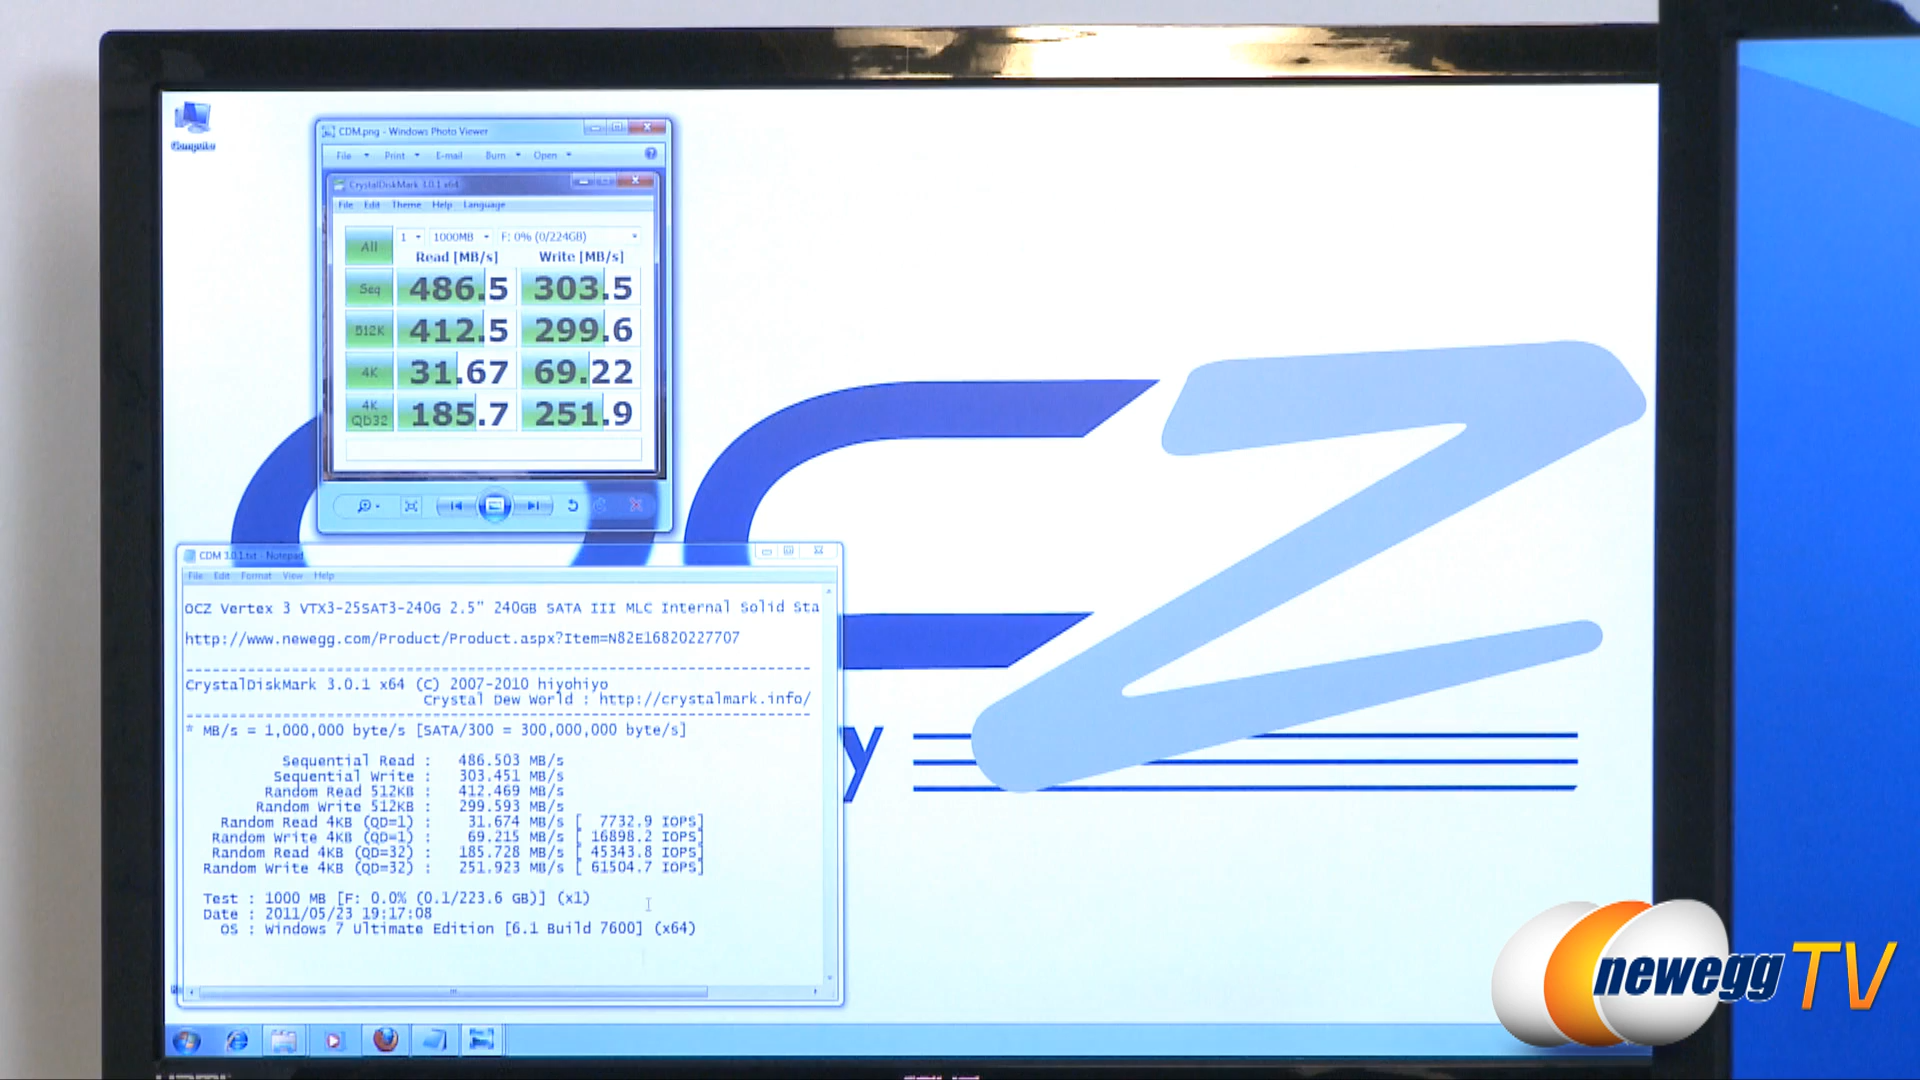 Computer
CDM.png - Windows Photo Viewer
File Print E-mail Burn Open
CrystalDiskMark 3.0.1 x64
File Edit Theme Help Language
All 1 1000MB F: 0% (0/224GB)
Read [MB/s] Write [MB/s]
Seq 486.5 303.5
512K 412.5 299.6
4K 31.67 69.22
4K QD32 185.7 251.9
CDM 3.0.1.txt - Notepad
File Edit Format View Help
OCZ Vertex 3 VTX3-25SAT3-240G 2.5" 240GB SATA III MLC Internal Solid Sta
http://www.newegg.com/Product/Product.aspx?Item=N82E16820227707
-----------------------------------------------------------------------
CrystalDiskMark 3.0.1 x64 (C) 2007-2010 hiyohiyo
Crystal Dew World : http://crystalmark.info/
-----------------------------------------------------------------------
* MB/s = 1,000,000 byte/s [SATA/300 = 300,000,000 byte/s]
Sequential Read : 486.503 MB/s
Sequential Write : 303.451 MB/s
Random Read 512KB : 412.469 MB/s
Random Write 512KB : 299.593 MB/s
Random Read 4KB (QD=1) : 31.674 MB/s [ 7732.9 IOPS]
Random Write 4KB (QD=1) : 69.215 MB/s [ 16898.2 IOPS]
Random Read 4KB (QD=32) : 185.728 MB/s [ 45343.8 IOPS]
Random Write 4KB (QD=32) : 251.923 MB/s [ 61504.7 IOPS]
Test : 1000 MB [F: 0.0% (0.1/223.6 GB)] (x1)
Date : 2011/05/23 19:17:08
OS : Windows 7 Ultimate Edition [6.1 Build 7600] (x64)
y
newegg TV